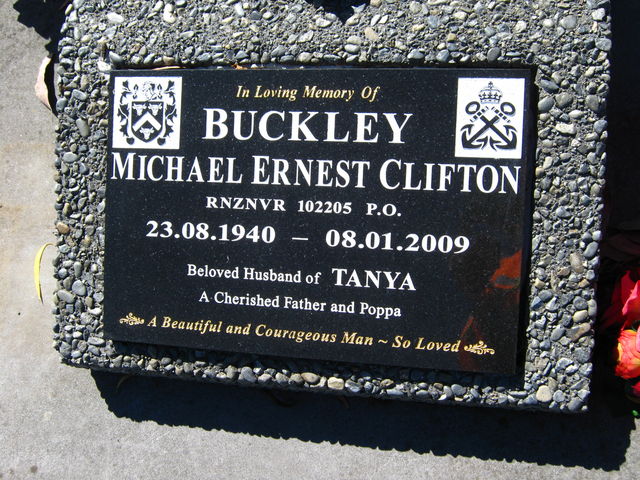 In Loving Memory Of
BUCKLEY
MICHAEL ERNEST CLIFTON
RNZNVR 102205 P.O.
23.08.1940 – 08.01.2009
Beloved Husband of TANYA
A Cherished Father and Poppa
A Beautiful and Courageous Man ~ So Loved